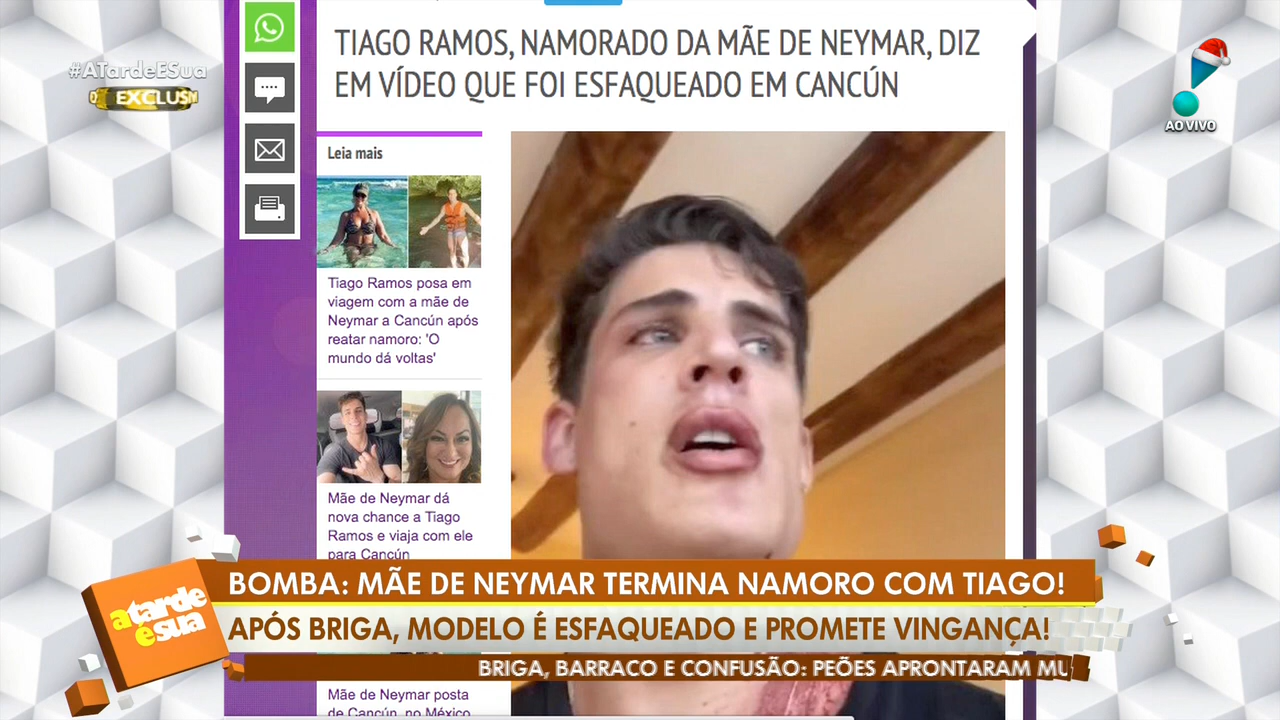 TIAGO RAMOS, NAMORADO DA MÃE DE NEYMAR, DIZ
EM VÍDEO QUE FOI ESFAQUEADO EM CANCÚN
#ATardeESua
EXCLUSI
AO VIVO
Leia mais
Tiago Ramos posa em
viagem com a mãe de
Neymar a Cancún após
reatar namoro: 'O
mundo dá voltas'
Mãe de Neymar dá
nova chance a Tiago
Ramos e viaja com ele
para Cancún
BOMBA: MÃE DE NEYMAR TERMINA NAMORO COM TIAGO!
a tarde
é sua
APÓS BRIGA, MODELO É ESFAQUEADO E PROMETE VINGANÇA!
BRIGA, BARRACO E CONFUSÃO: PEÕES APRONTARAM MU
Mãe de Neymar posta
de Cancún, no México